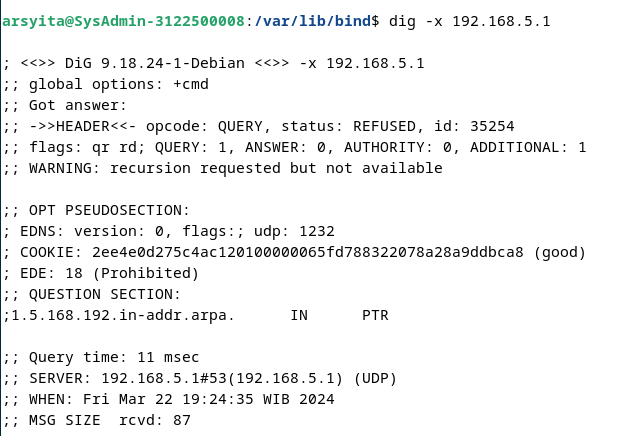 arsyita@SysAdmin-3122500008:/var/lib/bind$ dig -x 192.168.5.1
; <<>> DiG 9.18.24-1-Debian <<>> -x 192.168.5.1
;; global options: +cmd
;; Got answer:
;; ->>HEADER<<- opcode: QUERY, status: REFUSED, id: 35254
;; flags: qr rd; QUERY: 1, ANSWER: 0, AUTHORITY: 0, ADDITIONAL: 1
;; WARNING: recursion requested but not available
;; OPT PSEUDOSECTION:
; EDNS: version: 0, flags:; udp: 1232
; COOKIE: 2ee4e0d275c4ac120100000065fd788322078a28a9ddbca8 (good)
; EDE: 18 (Prohibited)
;; QUESTION SECTION:
;1.5.168.192.in-addr.arpa.      IN      PTR
;; Query time: 11 msec
;; SERVER: 192.168.5.1#53(192.168.5.1) (UDP)
;; WHEN: Fri Mar 22 19:24:35 WIB 2024
;; MSG SIZE  rcvd: 87